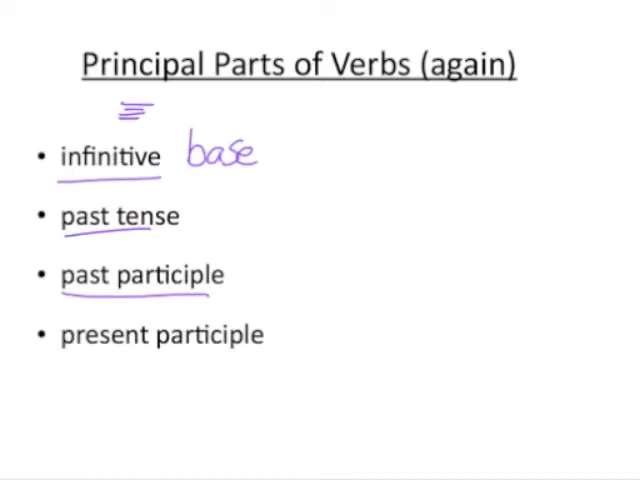 Principal Parts of Verbs (again)
• infinitive base
• past tense
• past participle
• present participle